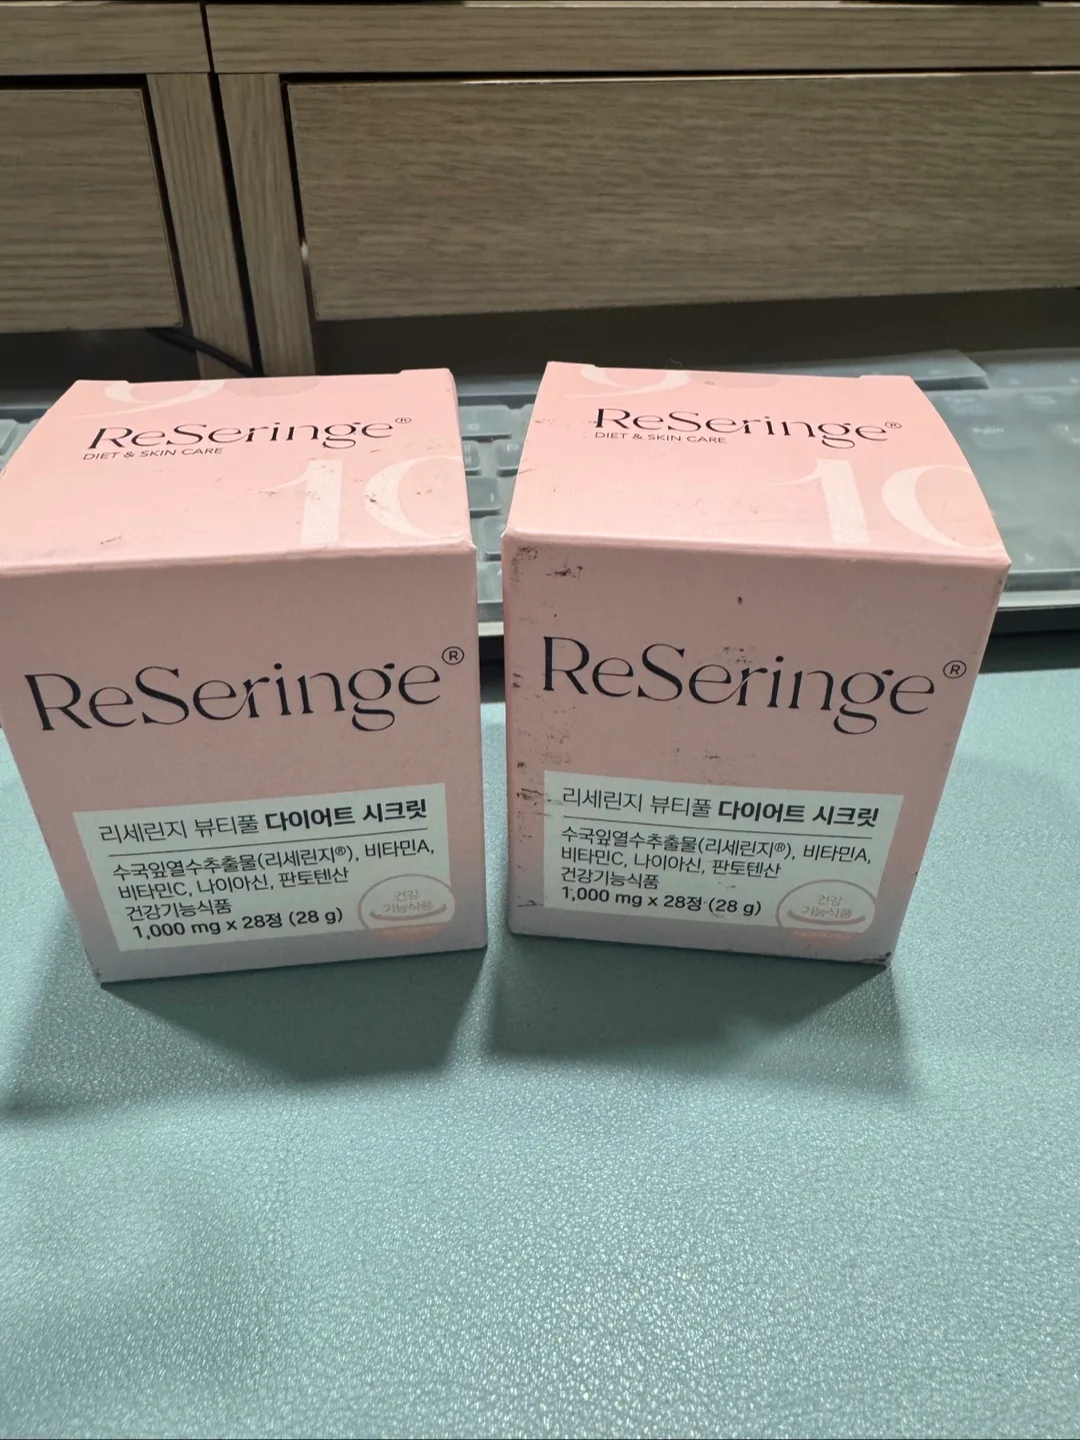 9
ReSeringe®
DIET & SKIN CARE
10
ReSeringe®
리세린지 뷰티풀 다이어트 시크릿
수국잎열수추출물(리세린지®), 비타민A,
비타민C, 나이아신, 판토텐산
건강기능식품
1,000 mg x 28정 (28 g)
건강
기능식품
9
ReSeringe®
DIET & SKIN CARE
10
ReSeringe®
리세린지 뷰티풀 다이어트 시크릿
수국잎열수추출물(리세린지®), 비타민A,
비타민C, 나이아신, 판토텐산
건강기능식품
1,000 mg x 28정 (28 g)
건강
기능식품